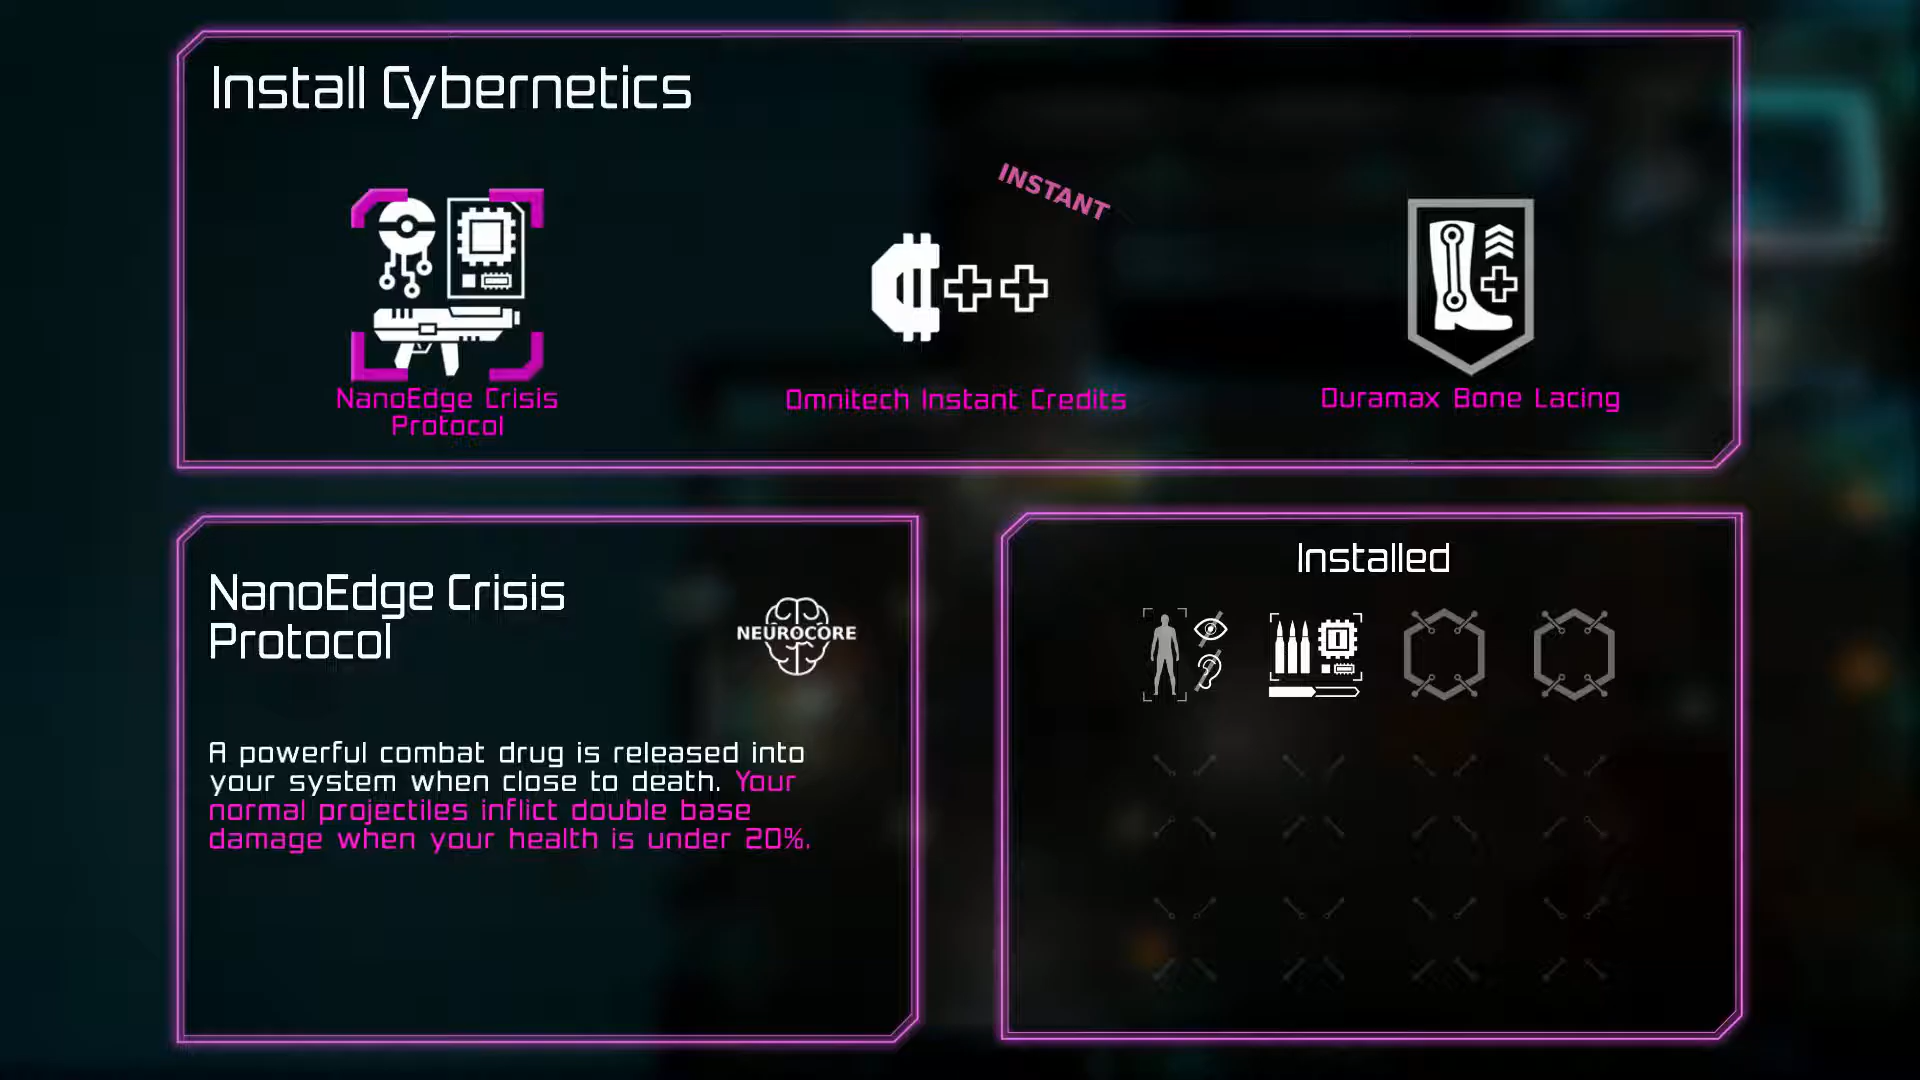 Install Cybernetics
INSTANT
NanoEdge Crisis
Protocol
Omnitech Instant Credits
Duramax Bone Lacing
NanoEdge Crisis
Protocol
NEUROCORE
A powerful combat drug is released into
your system when close to death. Your
normal projectiles inflict double base
damage when your health is under 20%.
Installed